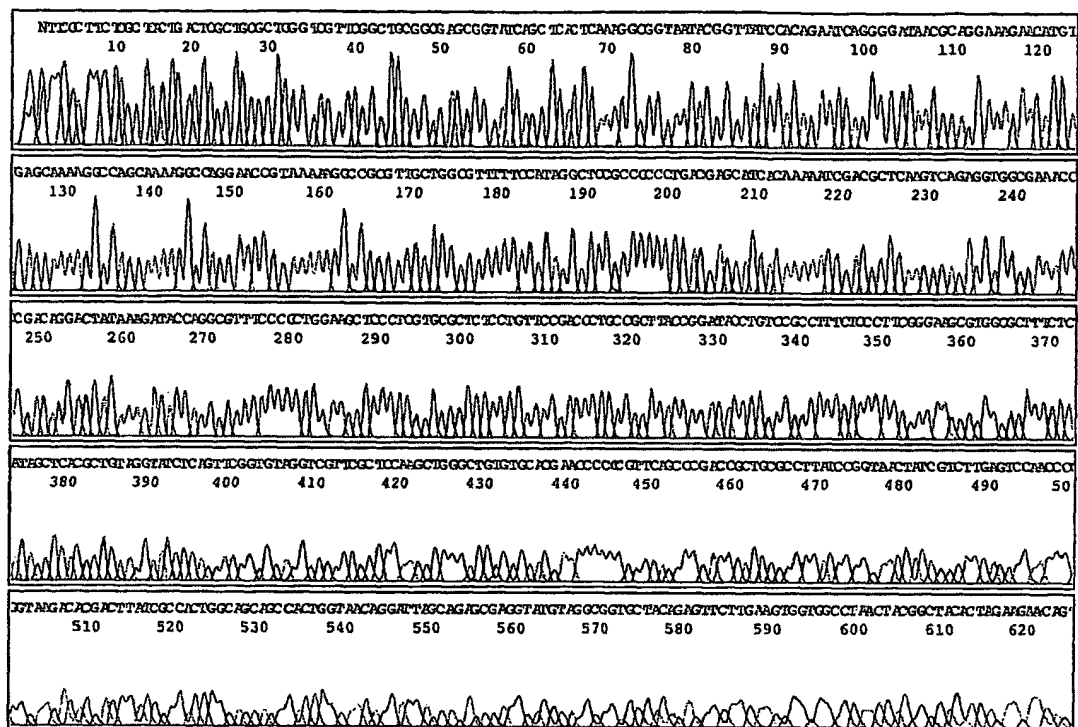 NTTCGCTTCTCGCTCACTGACTCGCTGCGCTCGGTCGTTCGGCTGCGGCGAGCGGTATCAGCTCACTCAAAGGCGGTAATACGGTTATCCACAGAATCAGGGGATAACGCAGGAAAGAACATGT
10 20 30 40 50 60 70 80 90 100 110 120
GAGCAAAAGGCCAGCAAAAGGCCAGGAACCGTAAAAAGGCCGCGTTGCTGGCGTTTTTCCATAGGCTCCGCCCCCCTGACGAGCATCACAAAAATCGACGCTCAAGTCAGAGGTGGCGAAACC
130 140 150 160 170 180 190 200 210 220 230 240
CGACAGGACTATAAAGATACCAGGCGTTTCCCCCTGGAAGCTCCCTCGTGCGCTCTCCTGTTCCGACCCTGCCGCTTACCGGATACCTGTCCGCCTTTCTCCCTTCGGGAAGCGTGGCGCTTTCTC
250 260 270 280 290 300 310 320 330 340 350 360 370
ATAGCTCACGCTGTAGGTATCTCAGTTCGGTGTAGGTCGTTCGCTCCAAGCTGGGCTGTGTGCACGAACCCCCCGTTCAGCCCGACCGCTGCGCCTTATCCGGTAACTATCGTCTTGAGTCCAACCC
380 390 400 410 420 430 440 450 460 470 480 490 50
GGTAAGACACGACTTATCGCCACTGGCAGCAGCCACTGGTAACAGGATTAGCAGAGCGAGGTATGTAGGCGGTGCTACAGAGTTCTTGAAGTGGTGGCCTAACTACGGCTACACTAGAAGAACAG
510 520 530 540 550 560 570 580 590 600 610 620